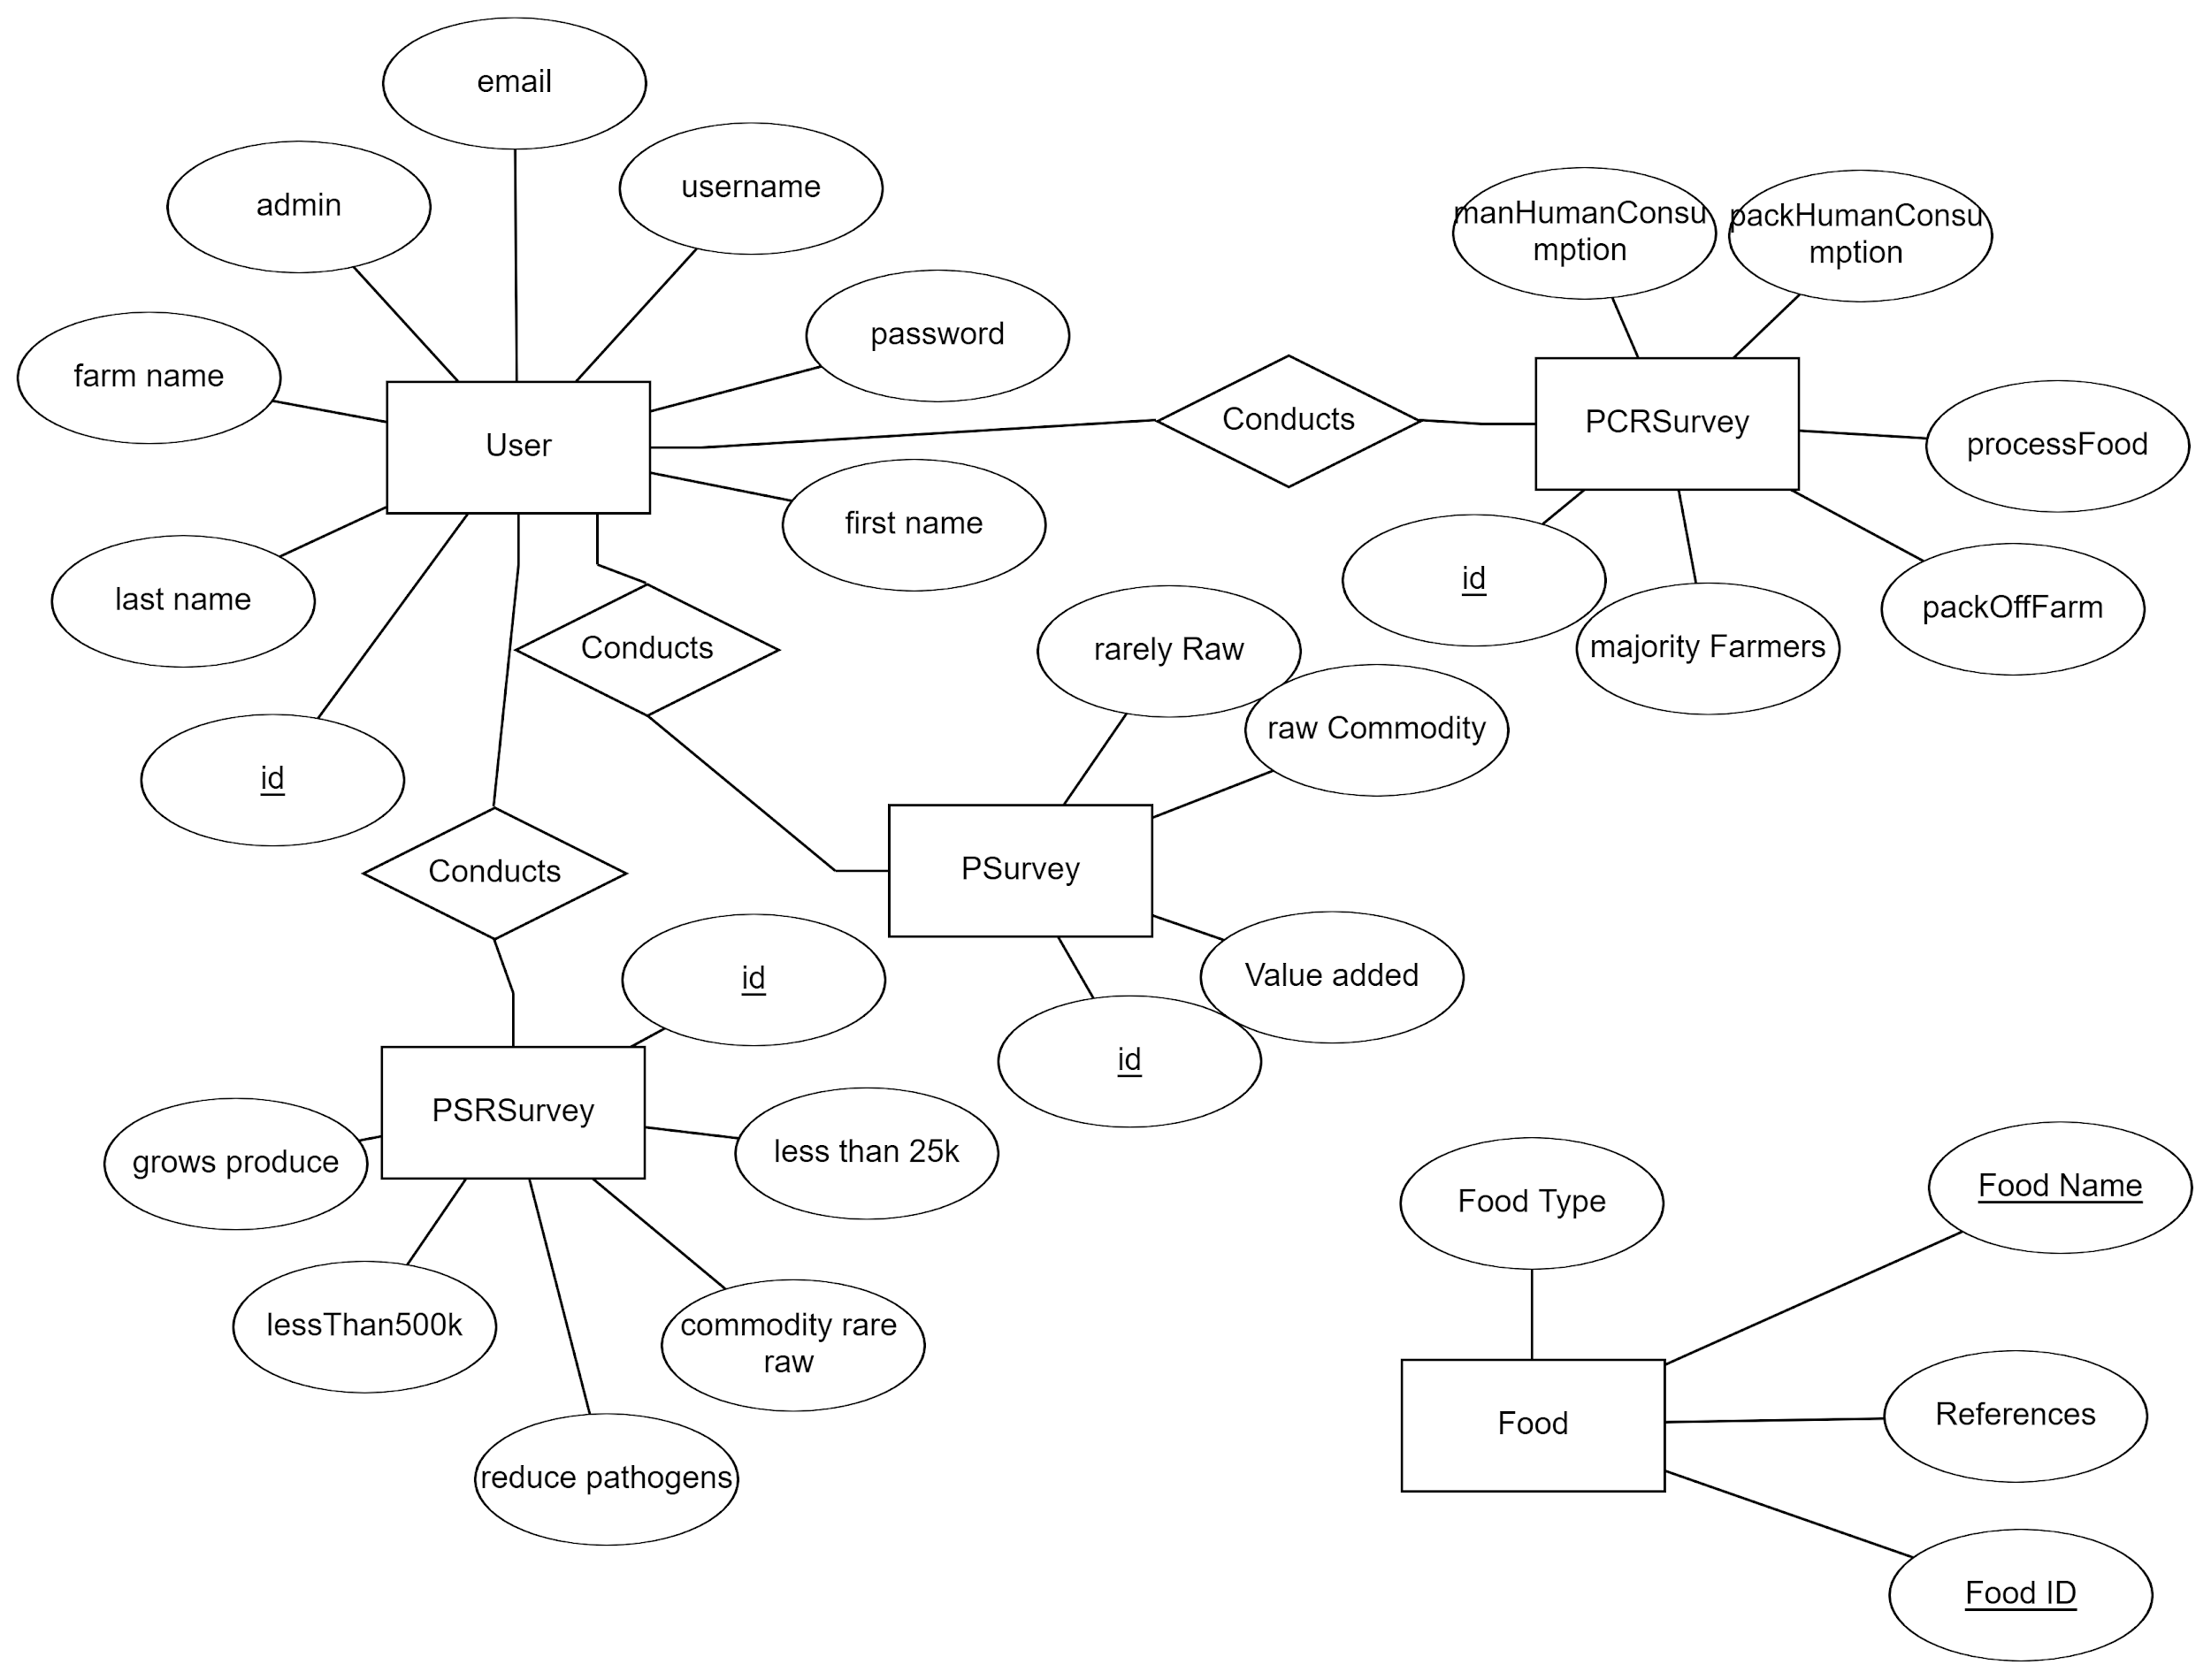 email
username
admin
manHumanConsu
mption
packHumanConsu
mption
password
farm name
Conducts
PCRSurvey
User
processFood
first name
id
last name
packOffFarm
majority Farmers
Conducts
rarely Raw
raw Commodity
id
Conducts
PSurvey
id
Value added
id
PSRSurvey
grows produce
less than 25k
Food Type
Food Name
lessThan500k
commodity rare
raw
References
Food
reduce pathogens
Food ID